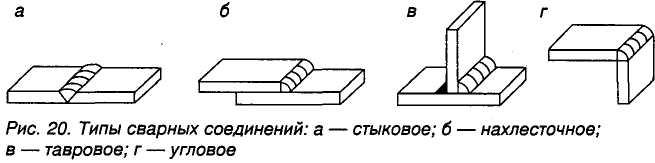 а б в г
Рис. 20. Типы сварных соединений: а — стыковое; б — нахлесточное;
в — тавровое; г — угловое